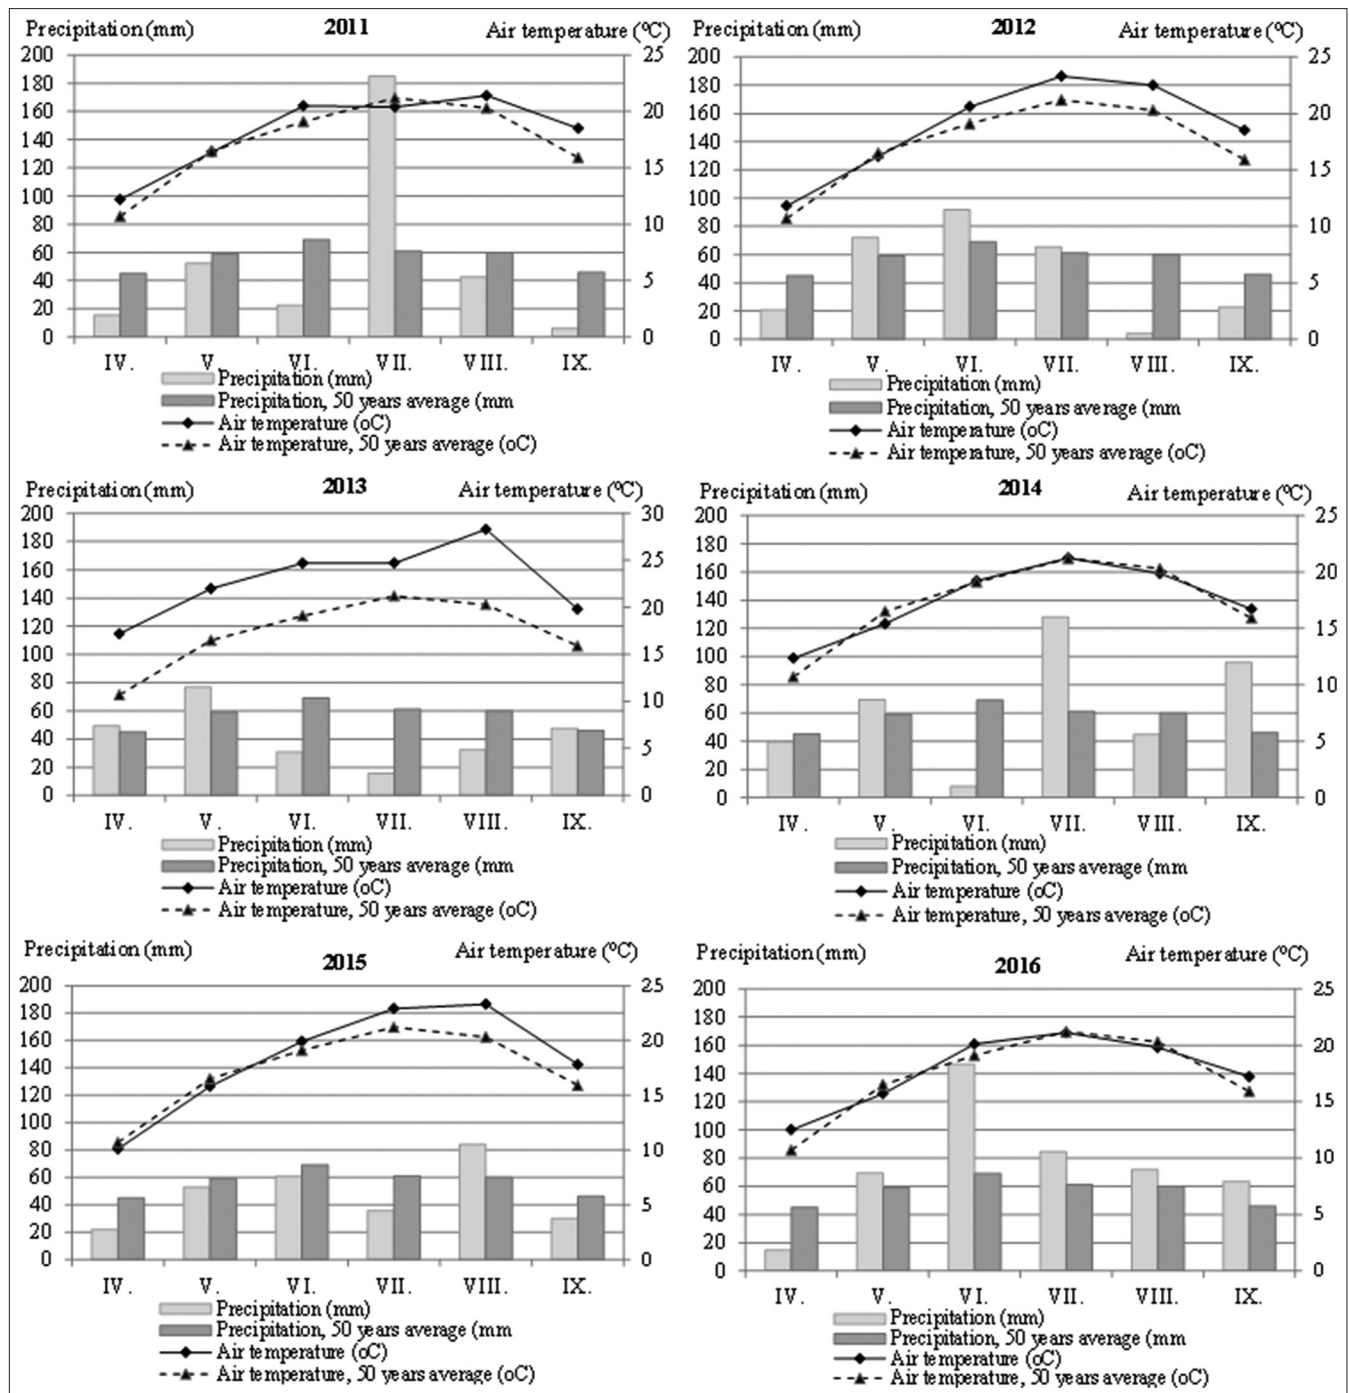 Precipitation (mm) 2011 Air temperature (ºC)
200 25
180
160 20
140
120 15
100
80 10
60
40 5
20
0 0
IV. V. VI. VII. VIII. IX.
Precipitation (mm)
Precipitation, 50 years average (mm
Air temperature (oC)
Air temperature, 50 years average (oC)
Precipitation (mm) 2012 Air temperature (ºC)
200 25
180
160 20
140
120 15
100
80 10
60
40 5
20
0 0
IV. V. VI. VII. VIII. IX.
Precipitation (mm)
Precipitation, 50 years average (mm
Air temperature (oC)
Air temperature, 50 years average (oC)
Precipitation (mm) 2013 Air temperature (ºC)
200 30
180
160 25
140 20
120
100 15
80
60 10
40 5
20
0 0
IV. V. VI. VII. VIII. IX.
Precipitation (mm)
Precipitation, 50 years average (mm
Air temperature (oC)
Air temperature, 50 years average (oC)
Precipitation (mm) 2014 Air temperature (ºC)
200 25
180
160 20
140
120 15
100
80 10
60
40 5
20
0 0
IV. V. VI. VII. VIII. IX.
Precipitation (mm)
Precipitation, 50 years average (mm
Air temperature (oC)
Air temperature, 50 years average (oC)
Precipitation (mm) 2015 Air temperature (ºC)
200 25
180
160 20
140
120 15
100
80 10
60
40 5
20
0 0
IV. V. VI. VII. VIII. IX.
Precipitation (mm)
Precipitation, 50 years average (mm
Air temperature (oC)
Air temperature, 50 years average (oC)
Precipitation (mm) 2016 Air temperature (ºC)
200 25
180
160 20
140
120 15
100
80 10
60
40 5
20
0 0
IV. V. VI. VII. VIII. IX.
Precipitation (mm)
Precipitation, 50 years average (mm
Air temperature (oC)
Air temperature, 50 years average (oC)